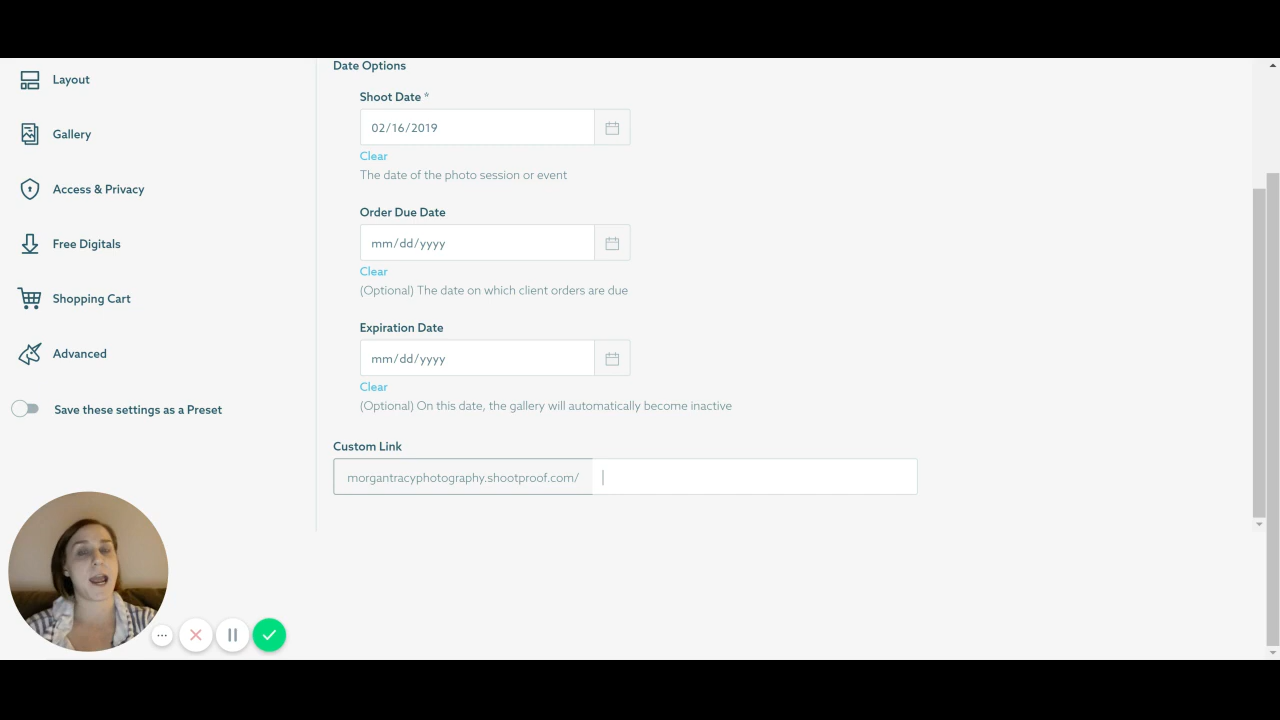 Layout
Gallery
Access & Privacy
Free Digitals
Shopping Cart
Advanced
Save these settings as a Preset
Date Options
Shoot Date *
02/16/2019
Clear
The date of the photo session or event
Order Due Date
mm/dd/yyyy
Clear
(Optional) The date on which client orders are due
Expiration Date
mm/dd/yyyy
Clear
(Optional) On this date, the gallery will automatically become inactive
Custom Link
morgantracyphotography.shootproof.com/